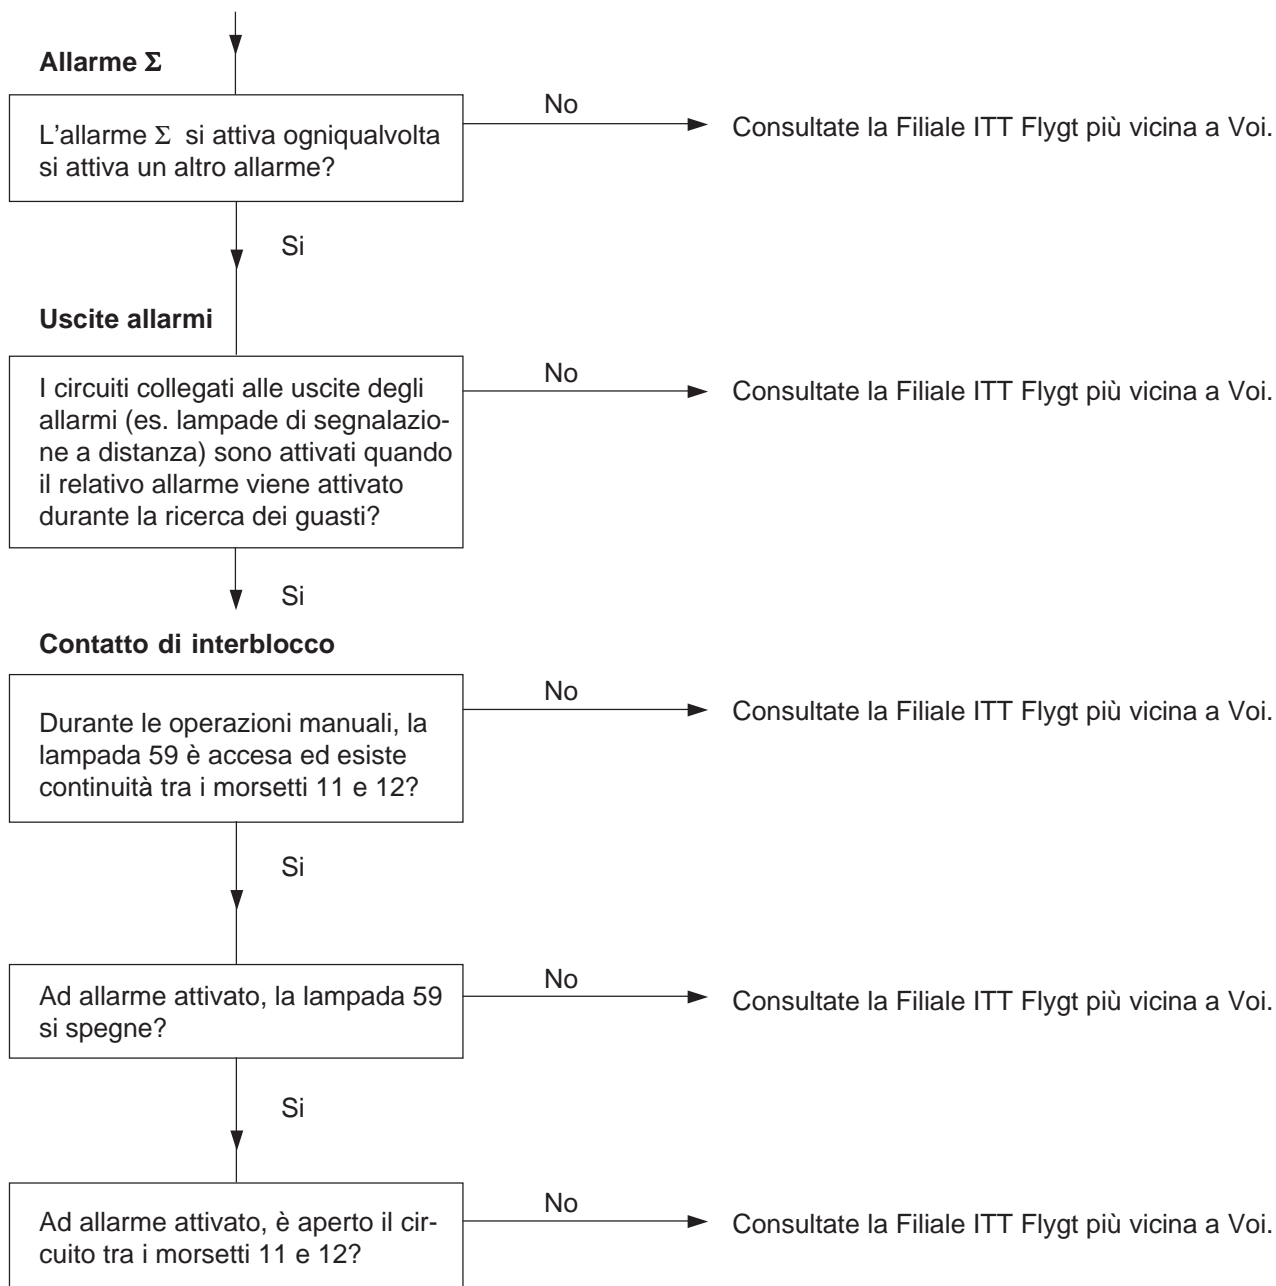 Allarme Σ
No
L'allarme Σ si attiva ogniqualvolta
si attiva un altro allarme?
Consultate la Filiale ITT Flygt più vicina a Voi.
Si
Uscite allarmi
No
I circuiti collegati alle uscite degli
allarmi (es. lampade di segnalazio-
ne a distanza) sono attivati quando
il relativo allarme viene attivato
durante la ricerca dei guasti?
Consultate la Filiale ITT Flygt più vicina a Voi.
Si
Contatto di interblocco
No
Durante le operazioni manuali, la
lampada 59 è accesa ed esiste
continuità tra i morsetti 11 e 12?
Consultate la Filiale ITT Flygt più vicina a Voi.
Si
No
Ad allarme attivato, la lampada 59
si spegne?
Consultate la Filiale ITT Flygt più vicina a Voi.
Si
No
Ad allarme attivato, è aperto il cir-
cuito tra i morsetti 11 e 12?
Consultate la Filiale ITT Flygt più vicina a Voi.